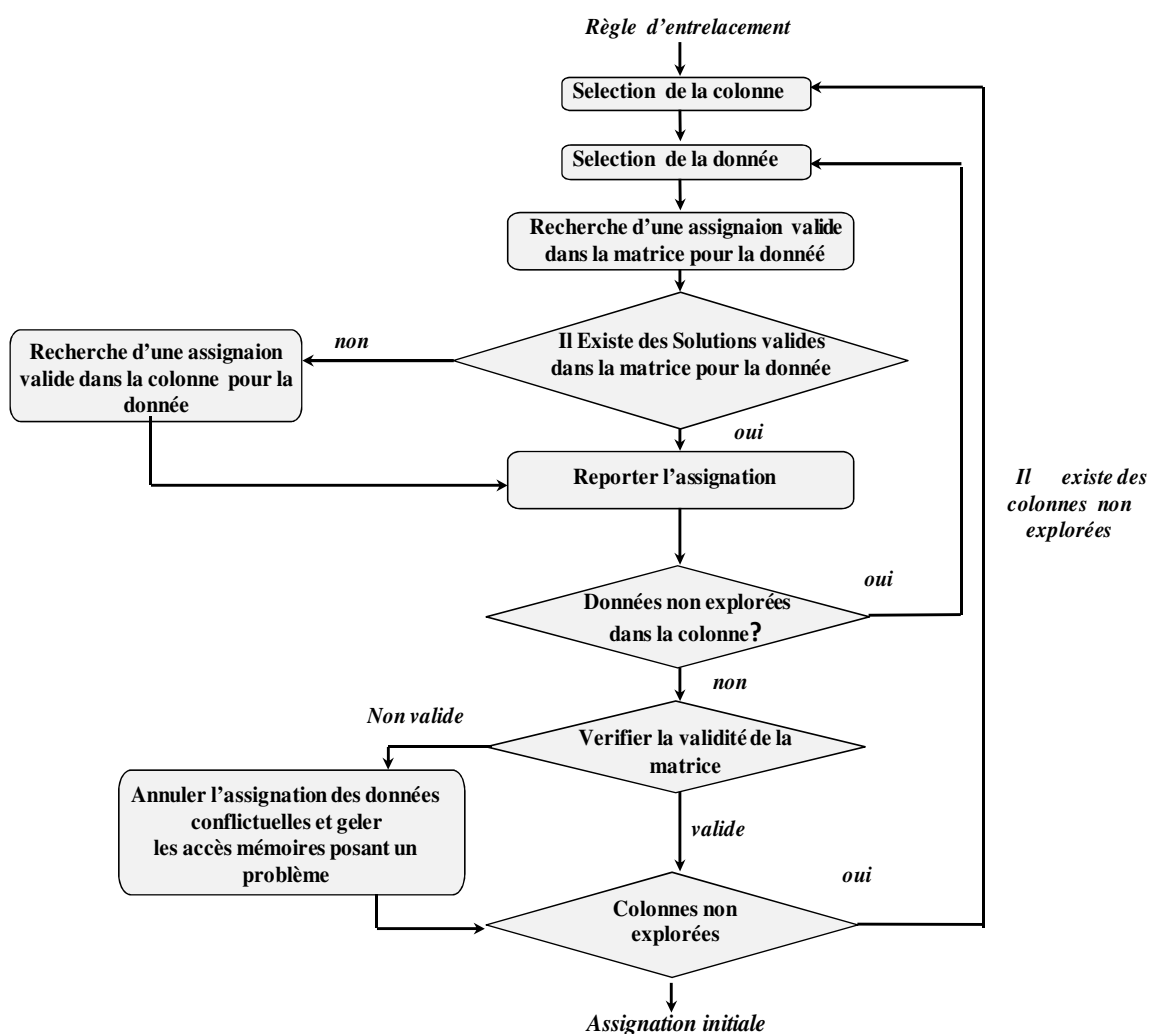 Règle d'entrelacement
Selection de la colonne
Selection de la donnée
Recherche d'une assignaion valide
dans la matrice pour la donnéé
Il Existe des Solutions valides
dans la matrice pour la donnée
non
Recherche d'une assignaion
valide dans la colonne pour la
donnée
oui
Reporter l'assignation
Il existe des
colonnes non
explorées
oui
Données non explorées
dans la colonne?
non
Non valide
Verifier la validité de la
matrice
Annuler l'assignation des données
conflictuelles et geler
les accès mémoires posant un
problème
valide
oui
Colonnes non
explorées
Assignation initiale